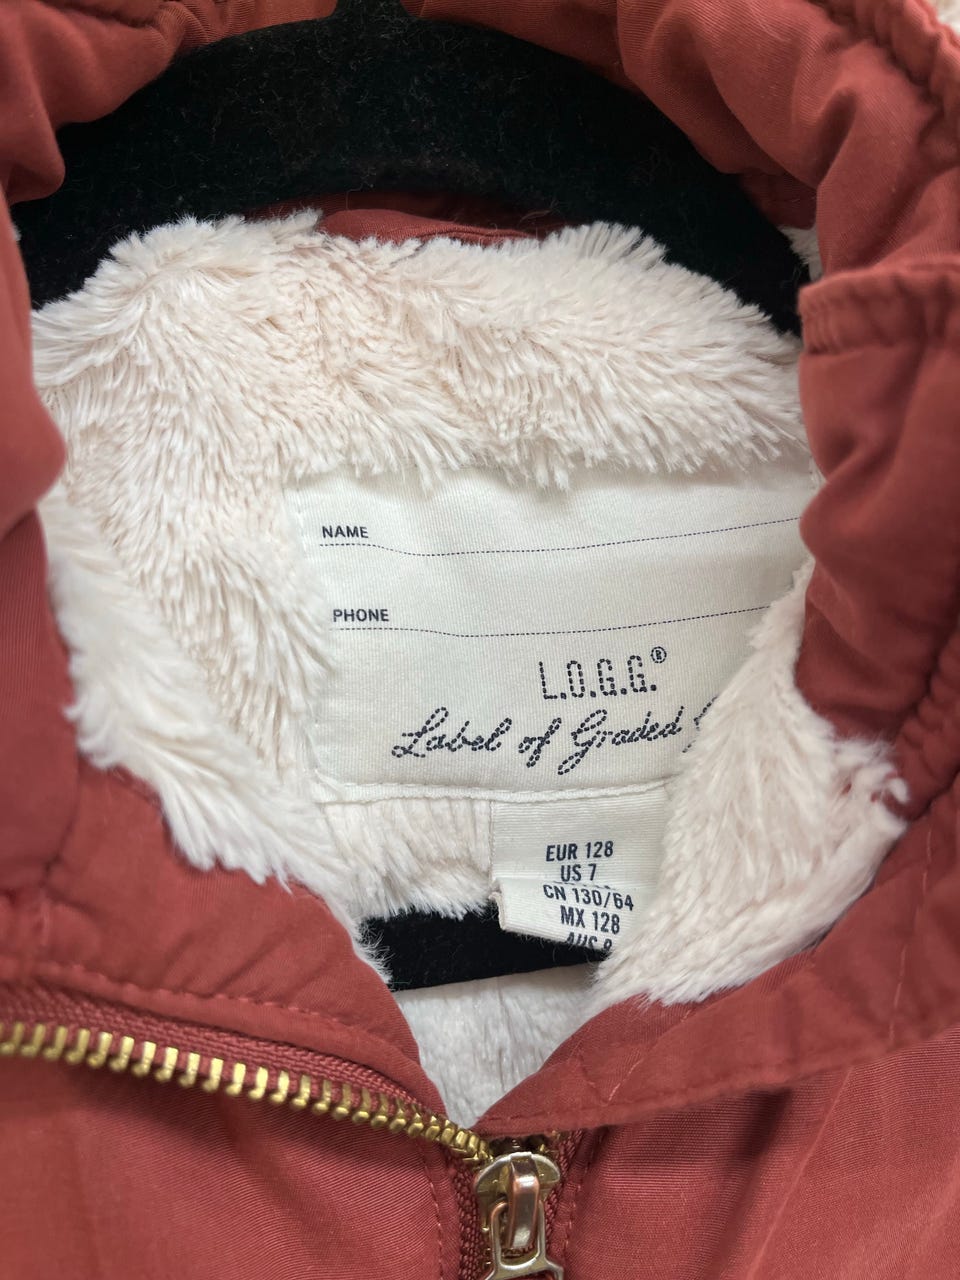 NAME
PHONE
L.O.G.G.®
Label of Graded
EUR 128
US 7
CN 130/64
MX 128